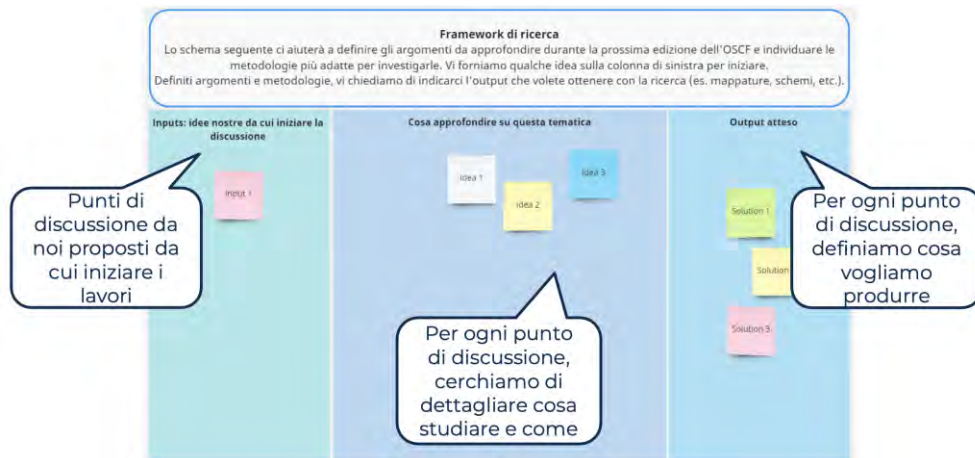 Framework di ricerca
Lo schema seguente ci aiuterà a definire gli argomenti da approfondire durante la prossima edizione dell'OSCF e individuare le
metodologie più adatte per investigarle. Vi forniamo qualche idea sulla colonna di sinistra per iniziare.
Definiti argomenti e metodologie, vi chiediamo di indicarci l'output che volete ottenere con la ricerca (es. mappature, schemi, etc.).
Inputs: idee nostre da cui iniziare la
discussione
Input 1
Punti di
discussione da
noi proposti da
cui iniziare i
lavori
Cosa approfondire su questa tematica
Idea 1
Idea 2
Idea 3
Per ogni punto
di discussione,
cerchiamo di
dettagliare cosa
studiare e come
Output atteso
Solution 1
Solution
Solution 3
Per ogni punto
di discussione,
definiamo cosa
vogliamo
produrre